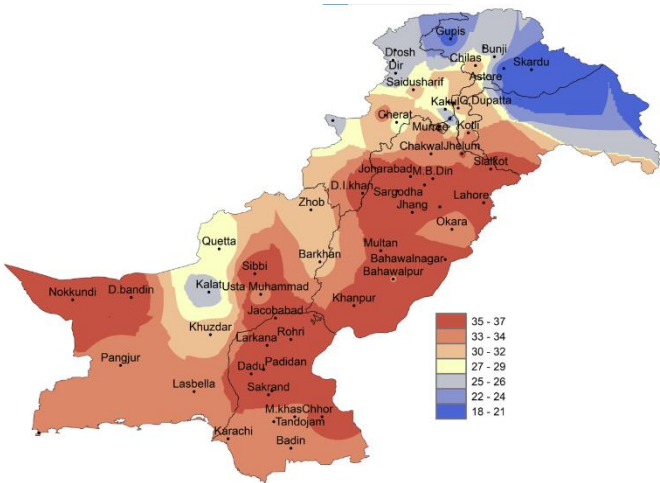 Gupis
Drosh
Bunji
Dir
Chilas
Skardu
Astore
Saidusharif
Kakul G.Dupatta
Cherat
Murree
Kotli
Chakwal Jhelum
Sialkot
Joharabad
M.B.Din
D.I.khan
Sargodha
Lahore
Zhob
Jhang
Okara
Quetta
Multan
Barkhan
Bahawalnagar
Sibbi
Bahawalpur
Nokkundi
D.bandin
Kalat
Usta Muhammad
Khanpur
Jacobabad
Khuzdar
Larkana
Rohri
Pangjur
Dadu
Padidan
Lasbella
Sakrand
M.khas Chhor
Tandojam
Karachi
Badin
35 - 37
33 - 34
30 - 32
27 - 29
25 - 26
22 - 24
18 - 21